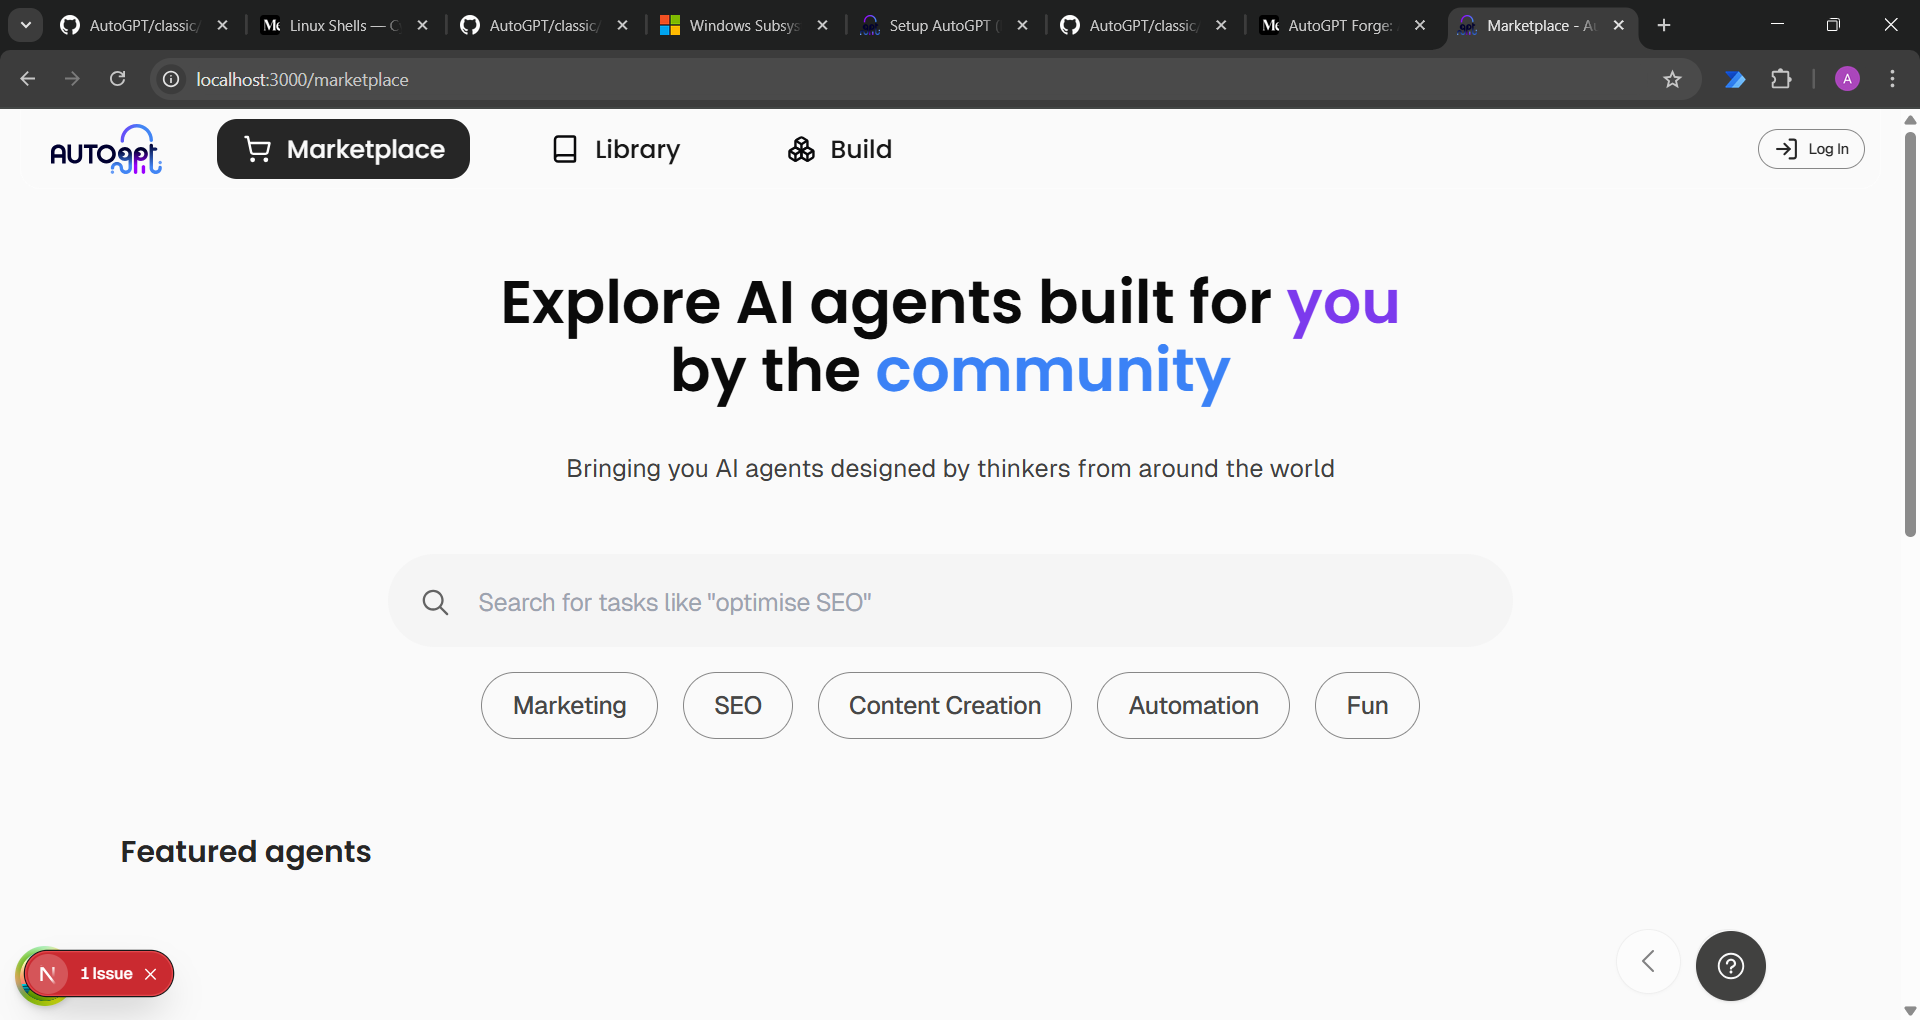 AutoGPT/classic/
Linux Shells — C
AutoGPT/classic/
Windows Subsys
Setup AutoGPT (
AutoGPT/classic/
AutoGPT Forge:
Marketplace - A
localhost:3000/marketplace
A
AUTOgpt
Marketplace
Library
Build
Log In
Explore AI agents built for you
by the community
Bringing you AI agents designed by thinkers from around the world
Search for tasks like "optimise SEO"
Marketing
SEO
Content Creation
Automation
Fun
Featured agents
N
1 Issue